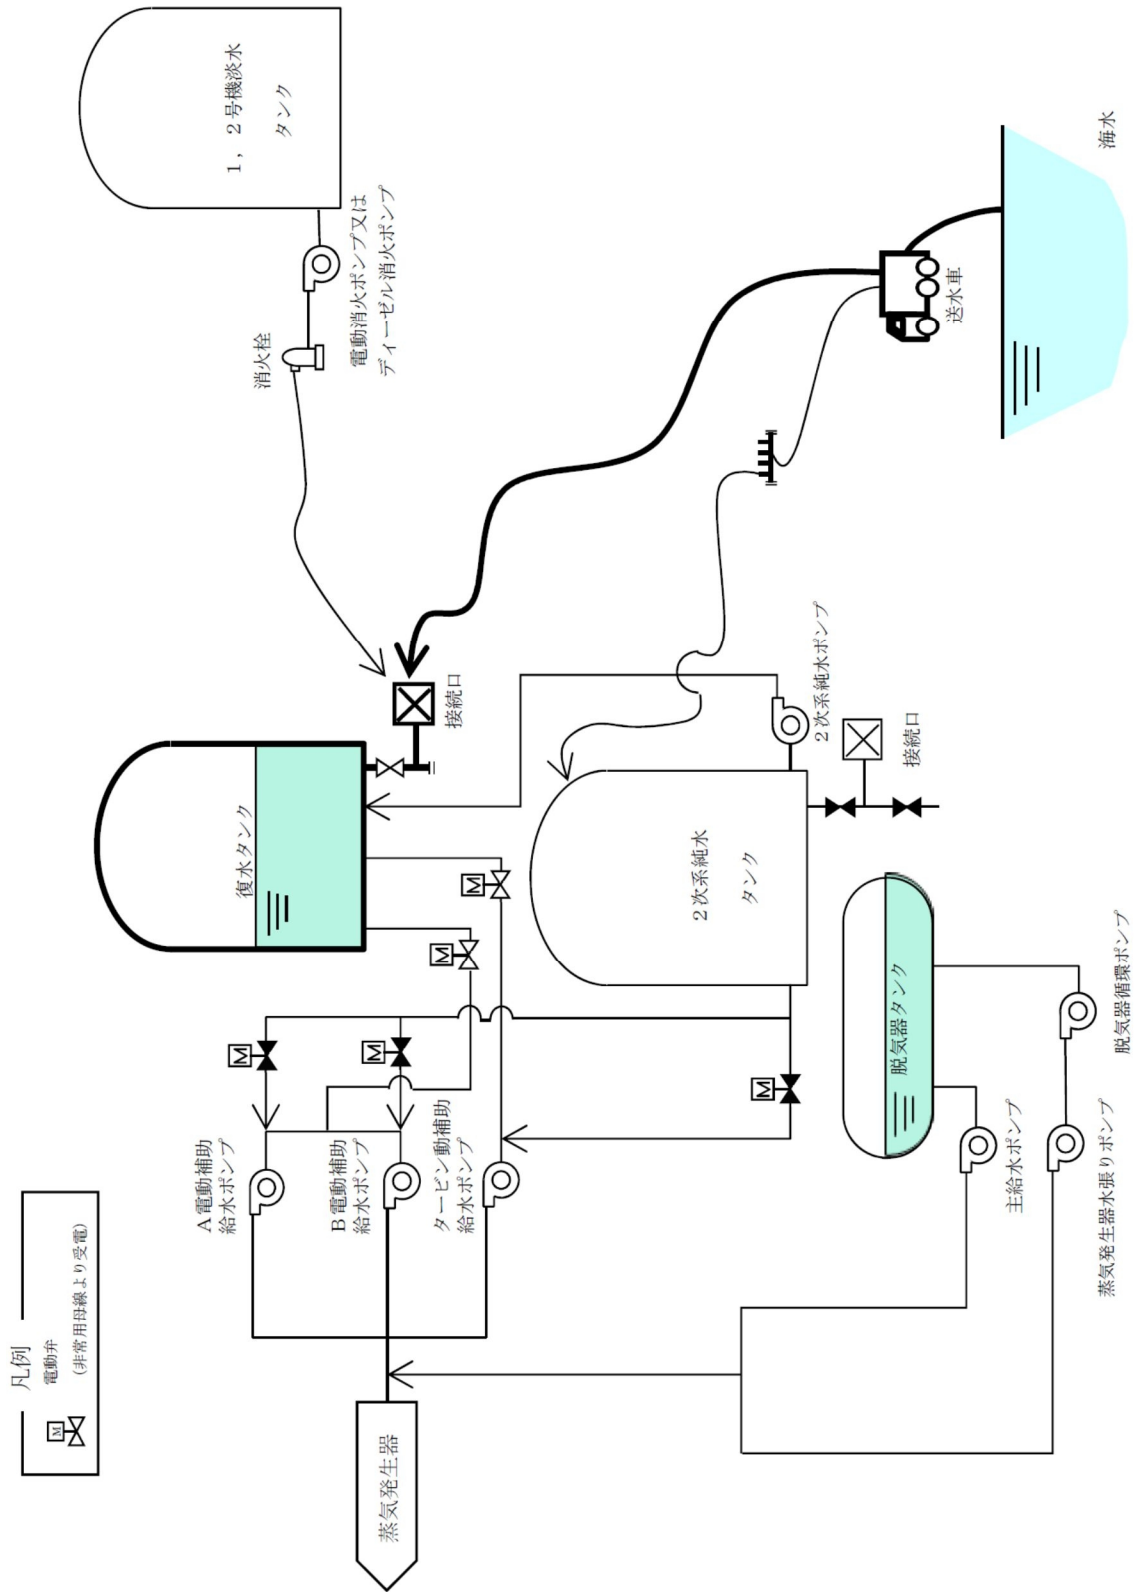 凡例
電動弁
(非常用母線より受電)
M
1,2号機淡水
タンク
電動消火ポンプ又は
ディーゼル消火ポンプ
消火栓
復水タンク
接続口
M
M
M
M
A電動補助
給水ポンプ
B電動補助
給水ポンプ
タービン動補助
給水ポンプ
蒸気発生器
2次系純水
タンク
2次系純水ポンプ
接続口
M
脱気器タンク
主給水ポンプ
蒸気発生器水張りポンプ
脱気器循環ポンプ
送水車
海水